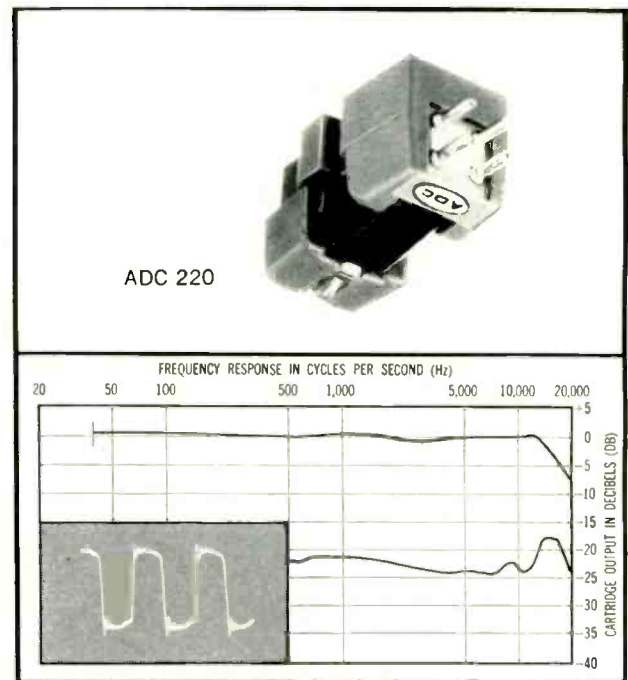 ADC
ADC 220
FREQUENCY RESPONSE IN CYCLES PER SECOND (Hz)
20 50 100 500 1,000 5,000 10,000 20,000
+5
0
-5
-10
-15
-20
-25
-30
-35
-40
CARTRIDGE OUTPUT IN DECIBELS (DB)